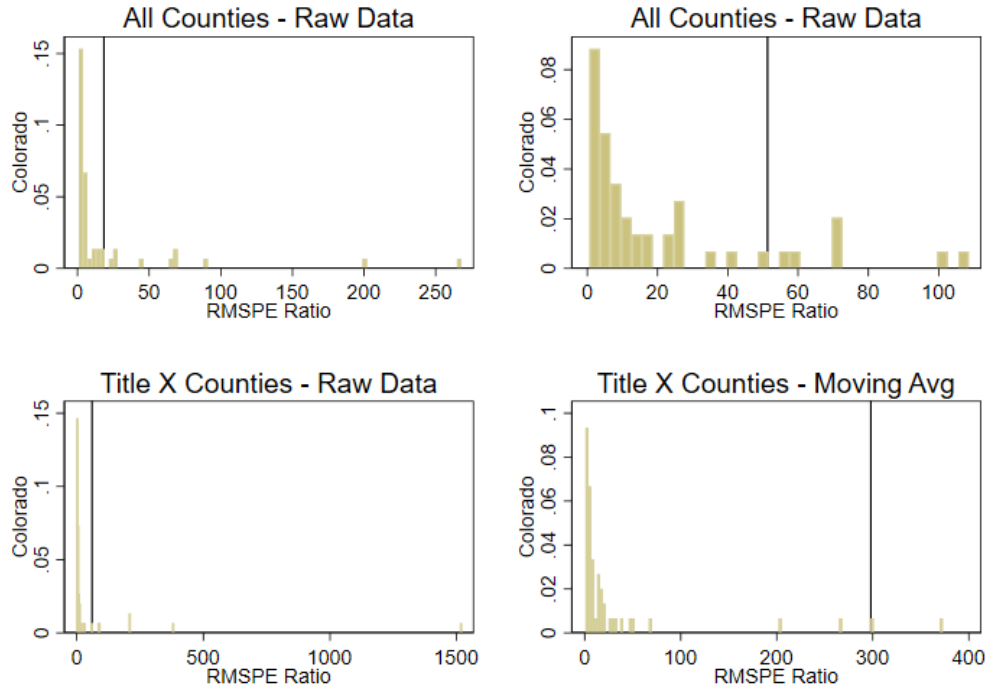 All Counties - Raw Data
Colorado
.15
.1
.05
0
0 50 100 150 200 250
RMSPE Ratio
All Counties - Raw Data
Colorado
.08
.06
.04
.02
0
0 20 40 60 80 100
RMSPE Ratio
Title X Counties - Raw Data
Colorado
.15
.1
.05
0
0 500 1000 1500
RMSPE Ratio
Title X Counties - Moving Avg
Colorado
.1
.08
.06
.04
.02
0
0 100 200 300 400
RMSPE Ratio